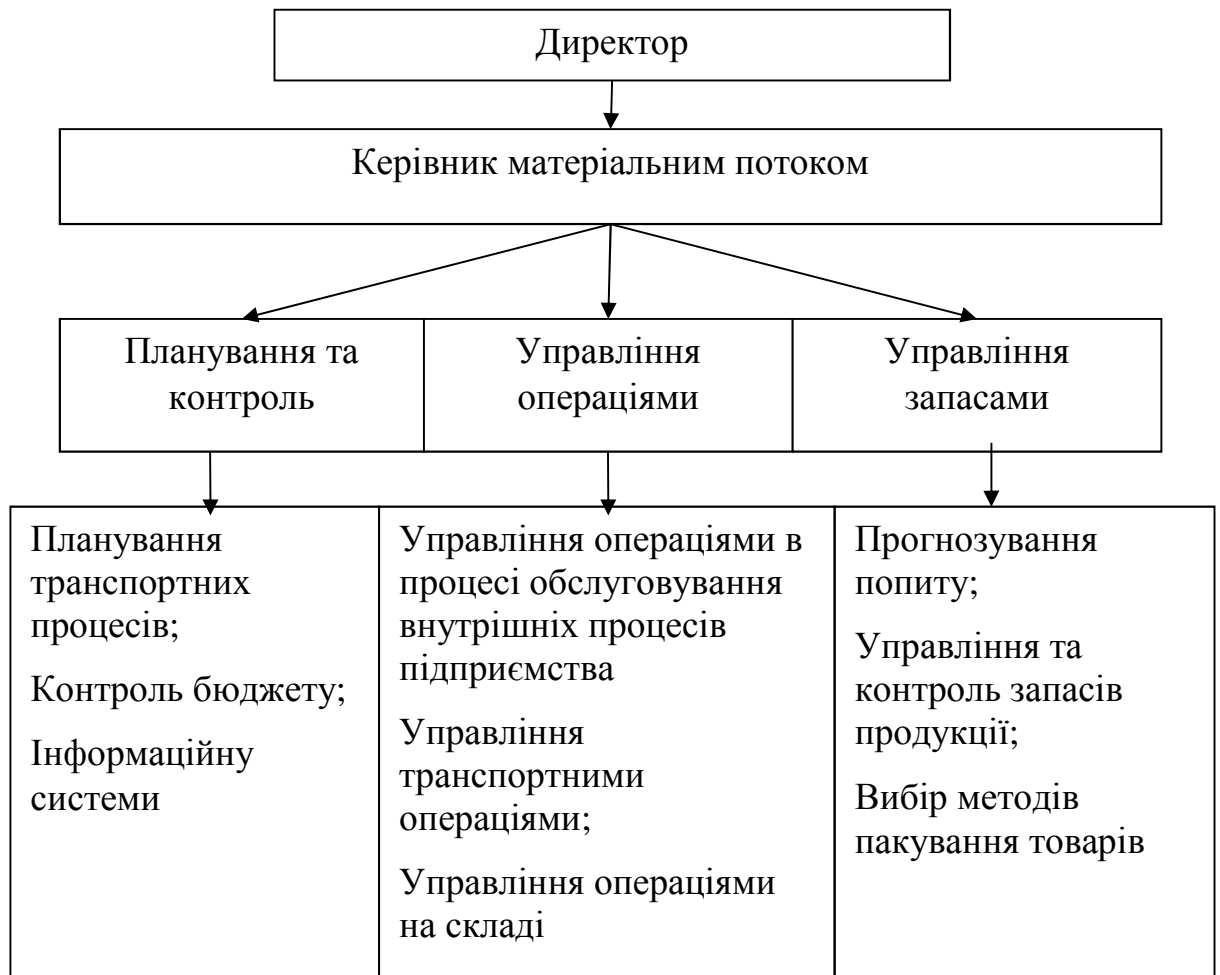 Директор
Керівник матеріальним потоком
Планування та
контроль
Управління
операціями
Управління
запасами
Планування
транспортних
процесів;
Контроль бюджету;
Інформаційну
системи
Управління операціями в
процесі обслуговування
внутрішніх процесів
підприємства
Управління
транспортними
операціями;
Управління операціями
на складі
Прогнозування
попиту;
Управління та
контроль запасів
продукції;
Вибір методів
пакування товарів